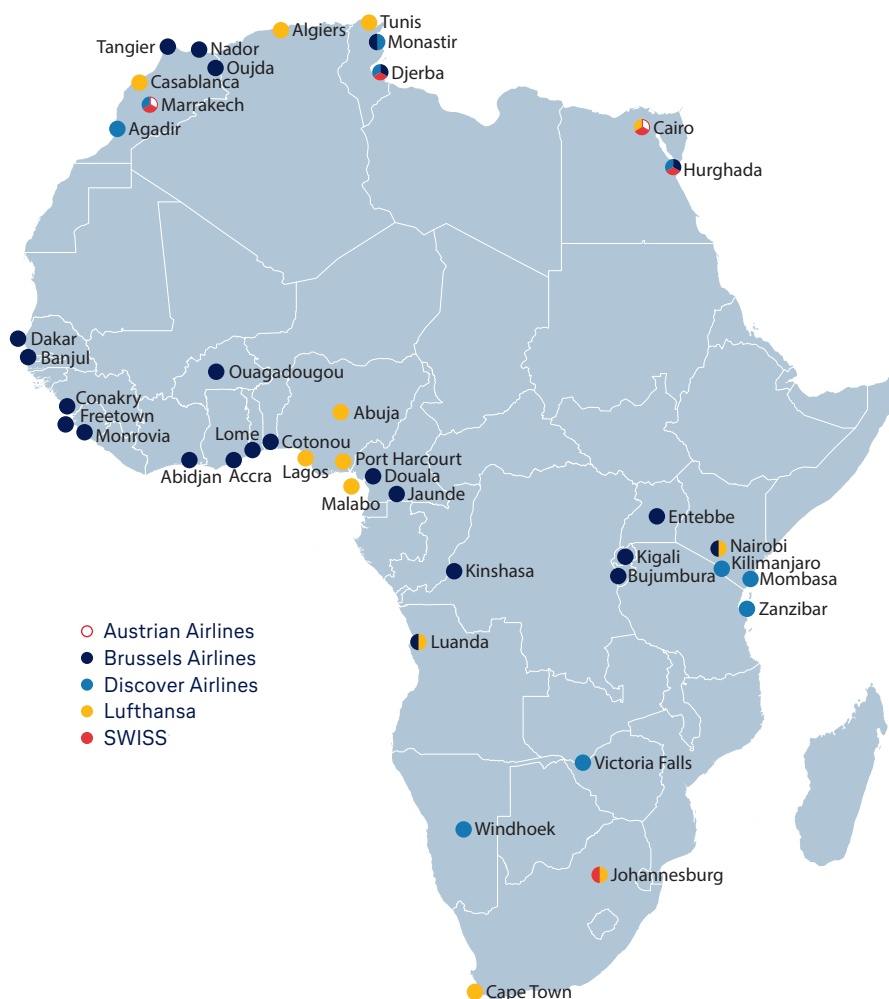 Tunis
Algiers
Monastir
Tangier
Nador
Oujda
Djerba
Casablanca
Marrakech
Agadir
Cairo
Hurghada
Dakar
Banjul
Ouagadougou
Conakry
Freetown
Abuja
Monrovia
Lome
Cotonou
Abidjan
Accra
Lagos
Port Harcourt
Douala
Malabo
Jaunde
Entebbe
Nairobi
Kigali
Kilimanjaro
Kinshasa
Bujumbura
Mombasa
Zanzibar
Luanda
Austrian Airlines
Brussels Airlines
Discover Airlines
Lufthansa
SWISS
Victoria Falls
Windhoek
Johannesburg
Cape Town